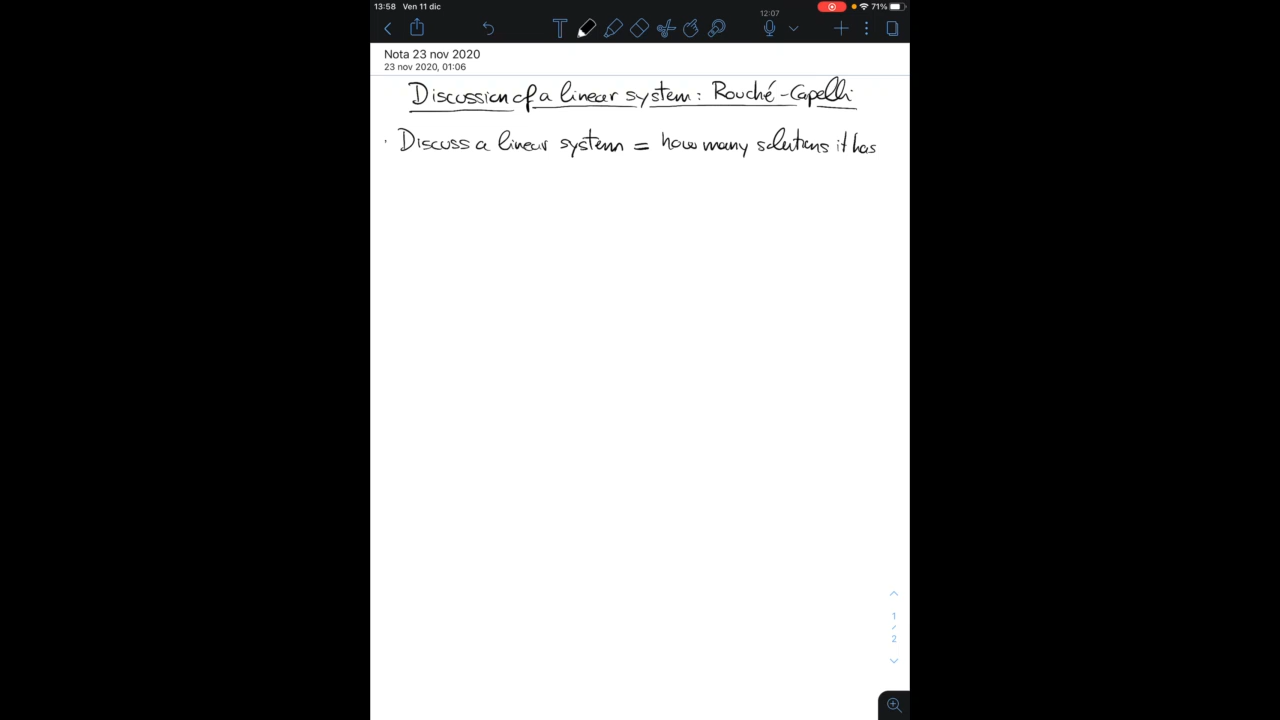 13:58 Ven 11 dic 71%
12:07
T
Nota 23 nov 2020
23 nov 2020, 01:06
Discussion of a linear system: Rouché-Capelli
· Discuss a linear system = how many solutions it has
1
/
2